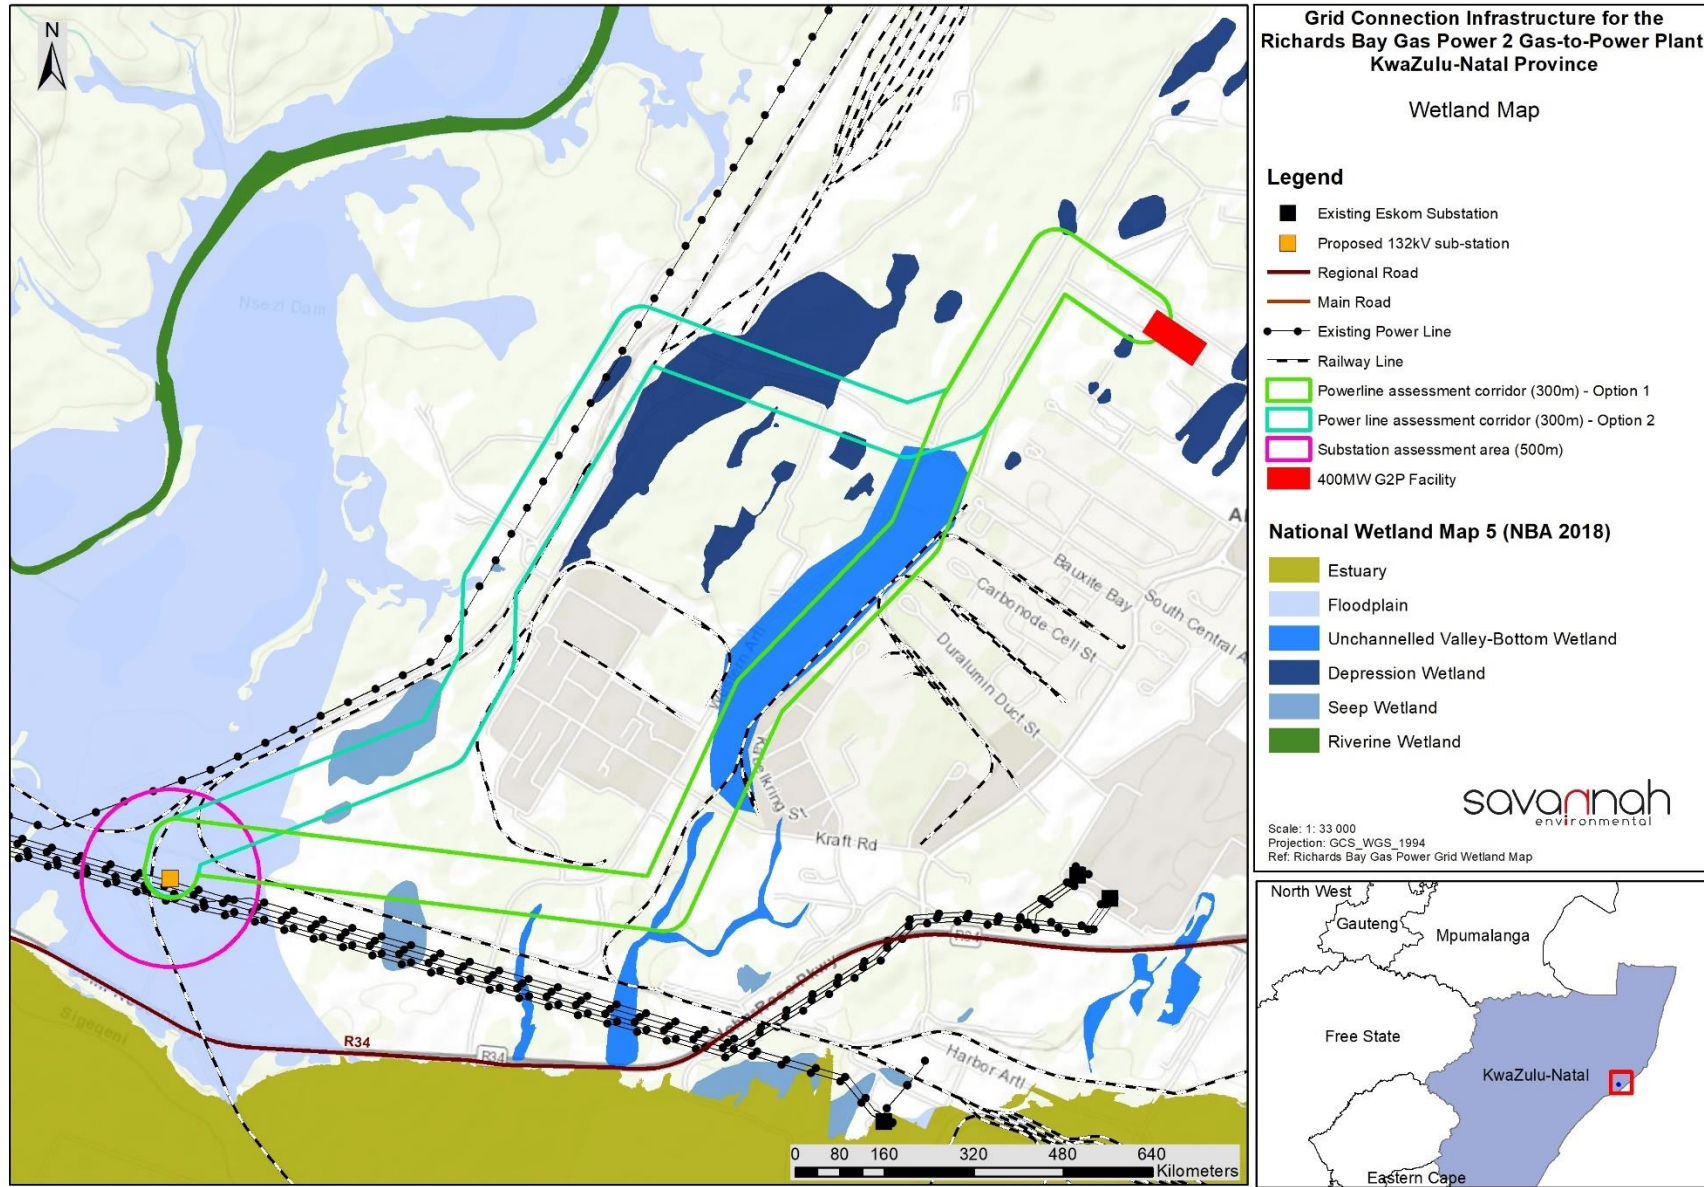 Grid Connection Infrastructure for the
Richards Bay Gas Power 2 Gas-to-Power Plant
KwaZulu-Natal Province
Wetland Map
Legend
Existing Eskom Substation
Proposed 132kV sub-station
Regional Road
Main Road
Existing Power Line
Railway Line
Powerline assessment corridor (300m) - Option 1
Power line assessment corridor (300m) - Option 2
Substation assessment area (500m)
400MW G2P Facility
National Wetland Map 5 (NBA 2018)
Estuary
Floodplain
Unchannelled Valley-Bottom Wetland
Depression Wetland
Seep Wetland
Riverine Wetland
savannah
environmental
Scale: 1: 33 000
Projection: GCS_WGS_1994
Ref: Richards Bay Gas Power Grid Wetland Map
North West
Gauteng
Mpumalanga
Free State
KwaZulu-Natal
Eastern Cape
N
Nsezi Dam
Al
Bauxite Bay
South Central A
Carbonode Cell St
Duralumin Duct St
Western Artl
Kraft Rd
R34
R34
R34
Harbor Artl
Sigeqeni
0 80 160 320 480 640
Kilometers